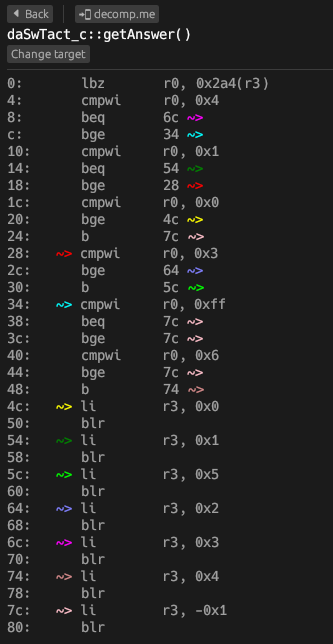 Back decomp.me
daSwTact_c::getAnswer()
Change target
0: lbz r0, 0x2a4(r3)
4: cmpwi r0, 0x4
8: beq 6c ~>
c: bge 34 ~>
10: cmpwi r0, 0x1
14: beq 54 ~>
18: bge 28 ~>
1c: cmpwi r0, 0x0
20: bge 4c ~>
24: b 7c ~>
28: ~> cmpwi r0, 0x3
2c: bge 64 ~>
30: b 5c ~>
34: ~> cmpwi r0, 0xff
38: beq 7c ~>
3c: bge 7c ~>
40: cmpwi r0, 0x6
44: bge 7c ~>
48: b 74 ~>
4c: ~> li r3, 0x0
50: blr
54: ~> li r3, 0x1
58: blr
5c: ~> li r3, 0x5
60: blr
64: ~> li r3, 0x2
68: blr
6c: ~> li r3, 0x3
70: blr
74: ~> li r3, 0x4
78: blr
7c: ~> li r3, -0x1
80: blr